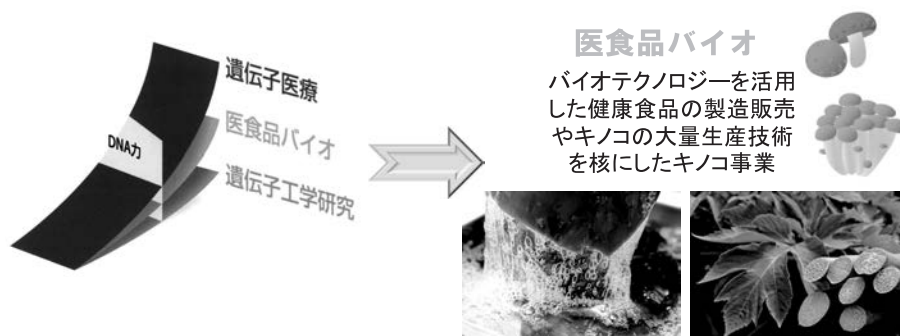 遺伝子医療
医食品バイオ
遺伝子工学研究
DNA力
医食品バイオ
バイオテクノロジーを活用
した健康食品の製造販売
やキノコの大量生産技術
を核にしたキノコ事業